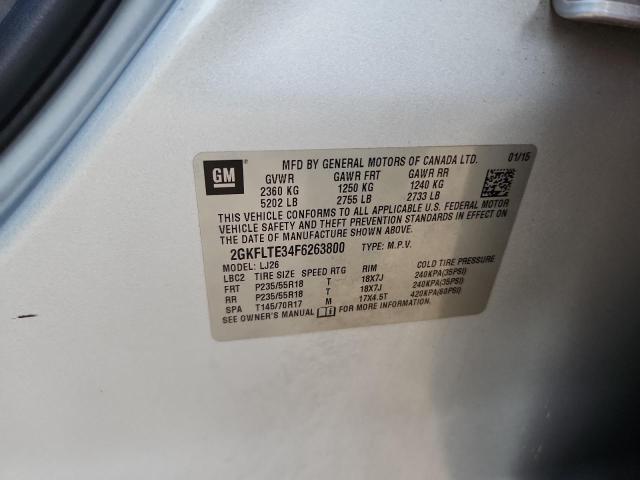 GM
MFD BY GENERAL MOTORS OF CANADA LTD. 01/15
GVWR GAWR FRT GAWR RR
2360 KG 1250 KG 1240 KG
5202 LB 2755 LB 2733 LB
THIS VEHICLE CONFORMS TO ALL APPLICABLE U.S. FEDERAL MOTOR
VEHICLE SAFETY AND THEFT PREVENTION STANDARDS IN EFFECT ON
THE DATE OF MANUFACTURE SHOWN ABOVE.
2GKFLTE34F6263800 TYPE: M.P.V.
MODEL: LJ26
LBC2 TIRE SIZE SPEED RTG RIM COLD TIRE PRESSURE
FRT P235/55R18 T 18X7J 240KPA(35PSI)
RR P235/55R18 T 18X7J 240KPA(35PSI)
SPA T145/70R17 M 17X4.5T 420KPA(60PSI)
SEE OWNER'S MANUAL FOR MORE INFORMATION.